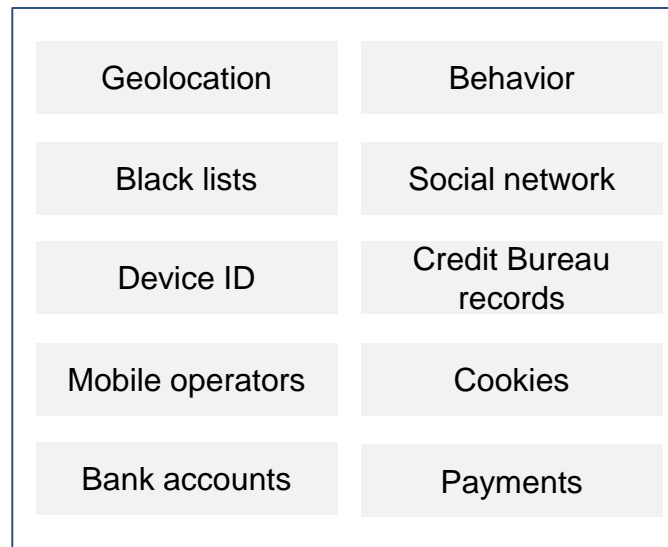 Geolocation
Behavior
Black lists
Social network
Device ID
Credit Bureau
records
Mobile operators
Cookies
Bank accounts
Payments